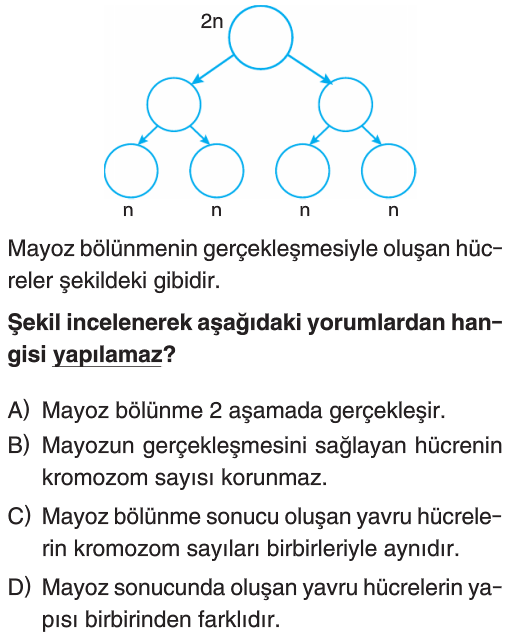 2n
n n n n
Mayoz bölünmenin gerçekleşmesiyle oluşan hüc-
reler şekildeki gibidir.
Şekil incelenerek aşağıdaki yorumlardan han-
gisi yapılamaz?
A) Mayoz bölünme 2 aşamada gerçekleşir.
B) Mayozun gerçekleşmesini sağlayan hücrenin
kromozom sayısı korunmaz.
C) Mayoz bölünme sonucu oluşan yavru hücrele-
rin kromozom sayıları birbirleriyle aynıdır.
D) Mayoz sonucunda oluşan yavru hücrelerin ya-
pısı birbirinden farklıdır.